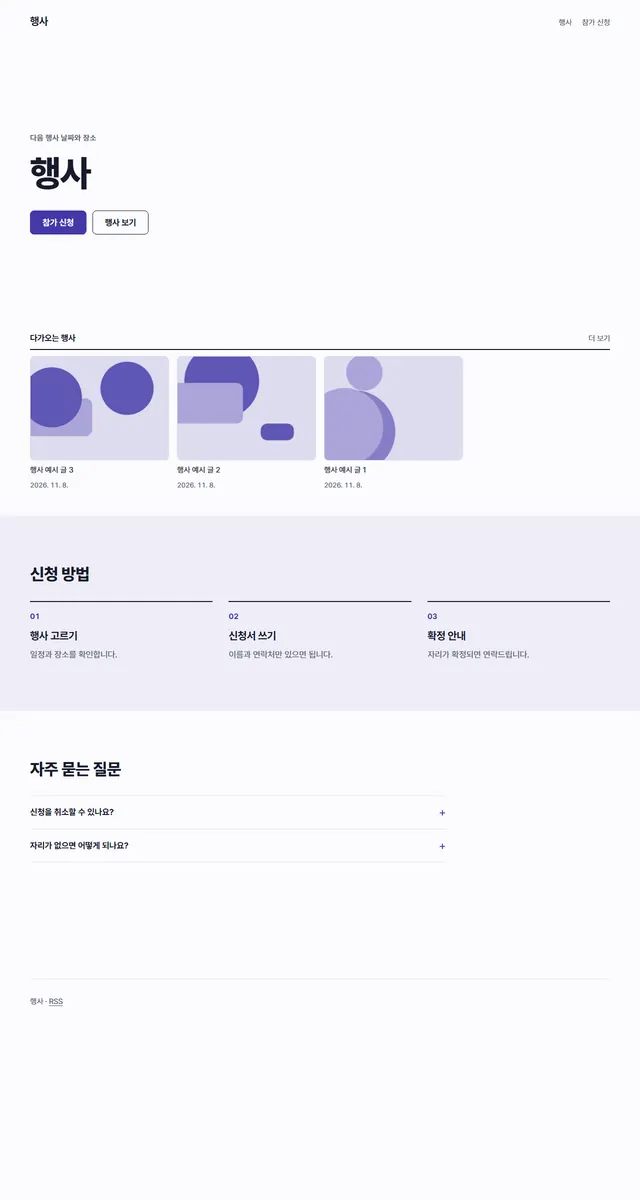 행사
행사 참가 신청
다음 행사 날짜와 장소
행사
참가 신청 행사 보기
다가오는 행사 더 보기
행사 예시 글 3 행사 예시 글 2 행사 예시 글 1
2026. 11. 8. 2026. 11. 8. 2026. 11. 8.
신청 방법
01 02 03
행사 고르기 신청서 쓰기 확정 안내
일정과 장소를 확인합니다. 이름과 연락처만 있으면 됩니다. 자리가 확정되면 연락드립니다.
자주 묻는 질문
신청을 취소할 수 있나요? +
자리가 없으면 어떻게 되나요? +
행사 · RSS